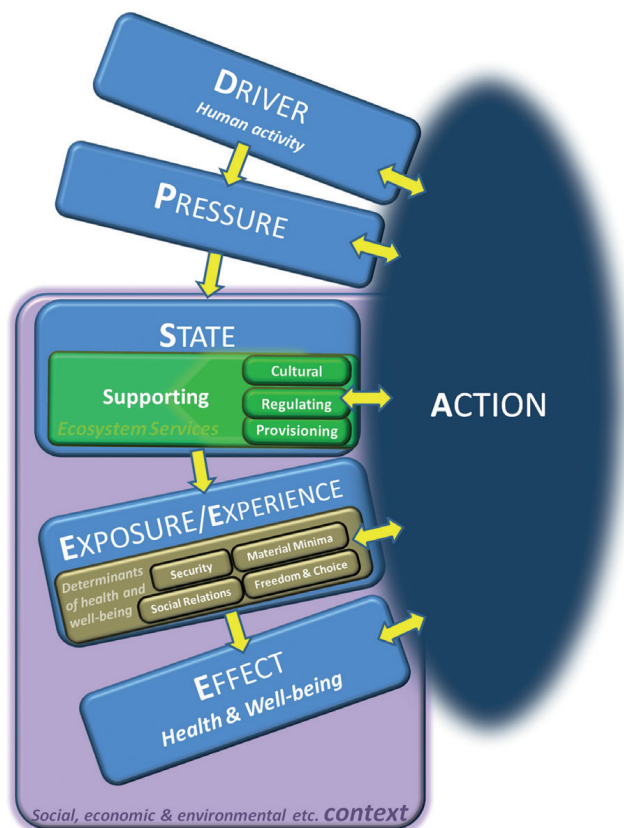 DRIVER
Human activity
PRESSURE
STATE
Supporting
Ecosystem Services
Cultural
Regulating
Provisioning
ACTION
EXPOSURE/EXPERIENCE
Determinants
of health and
well-being
Security
Material Minima
Social Relations
Freedom & Choice
EFFECT
Health & Well-being
Social, economic & environmental etc. context